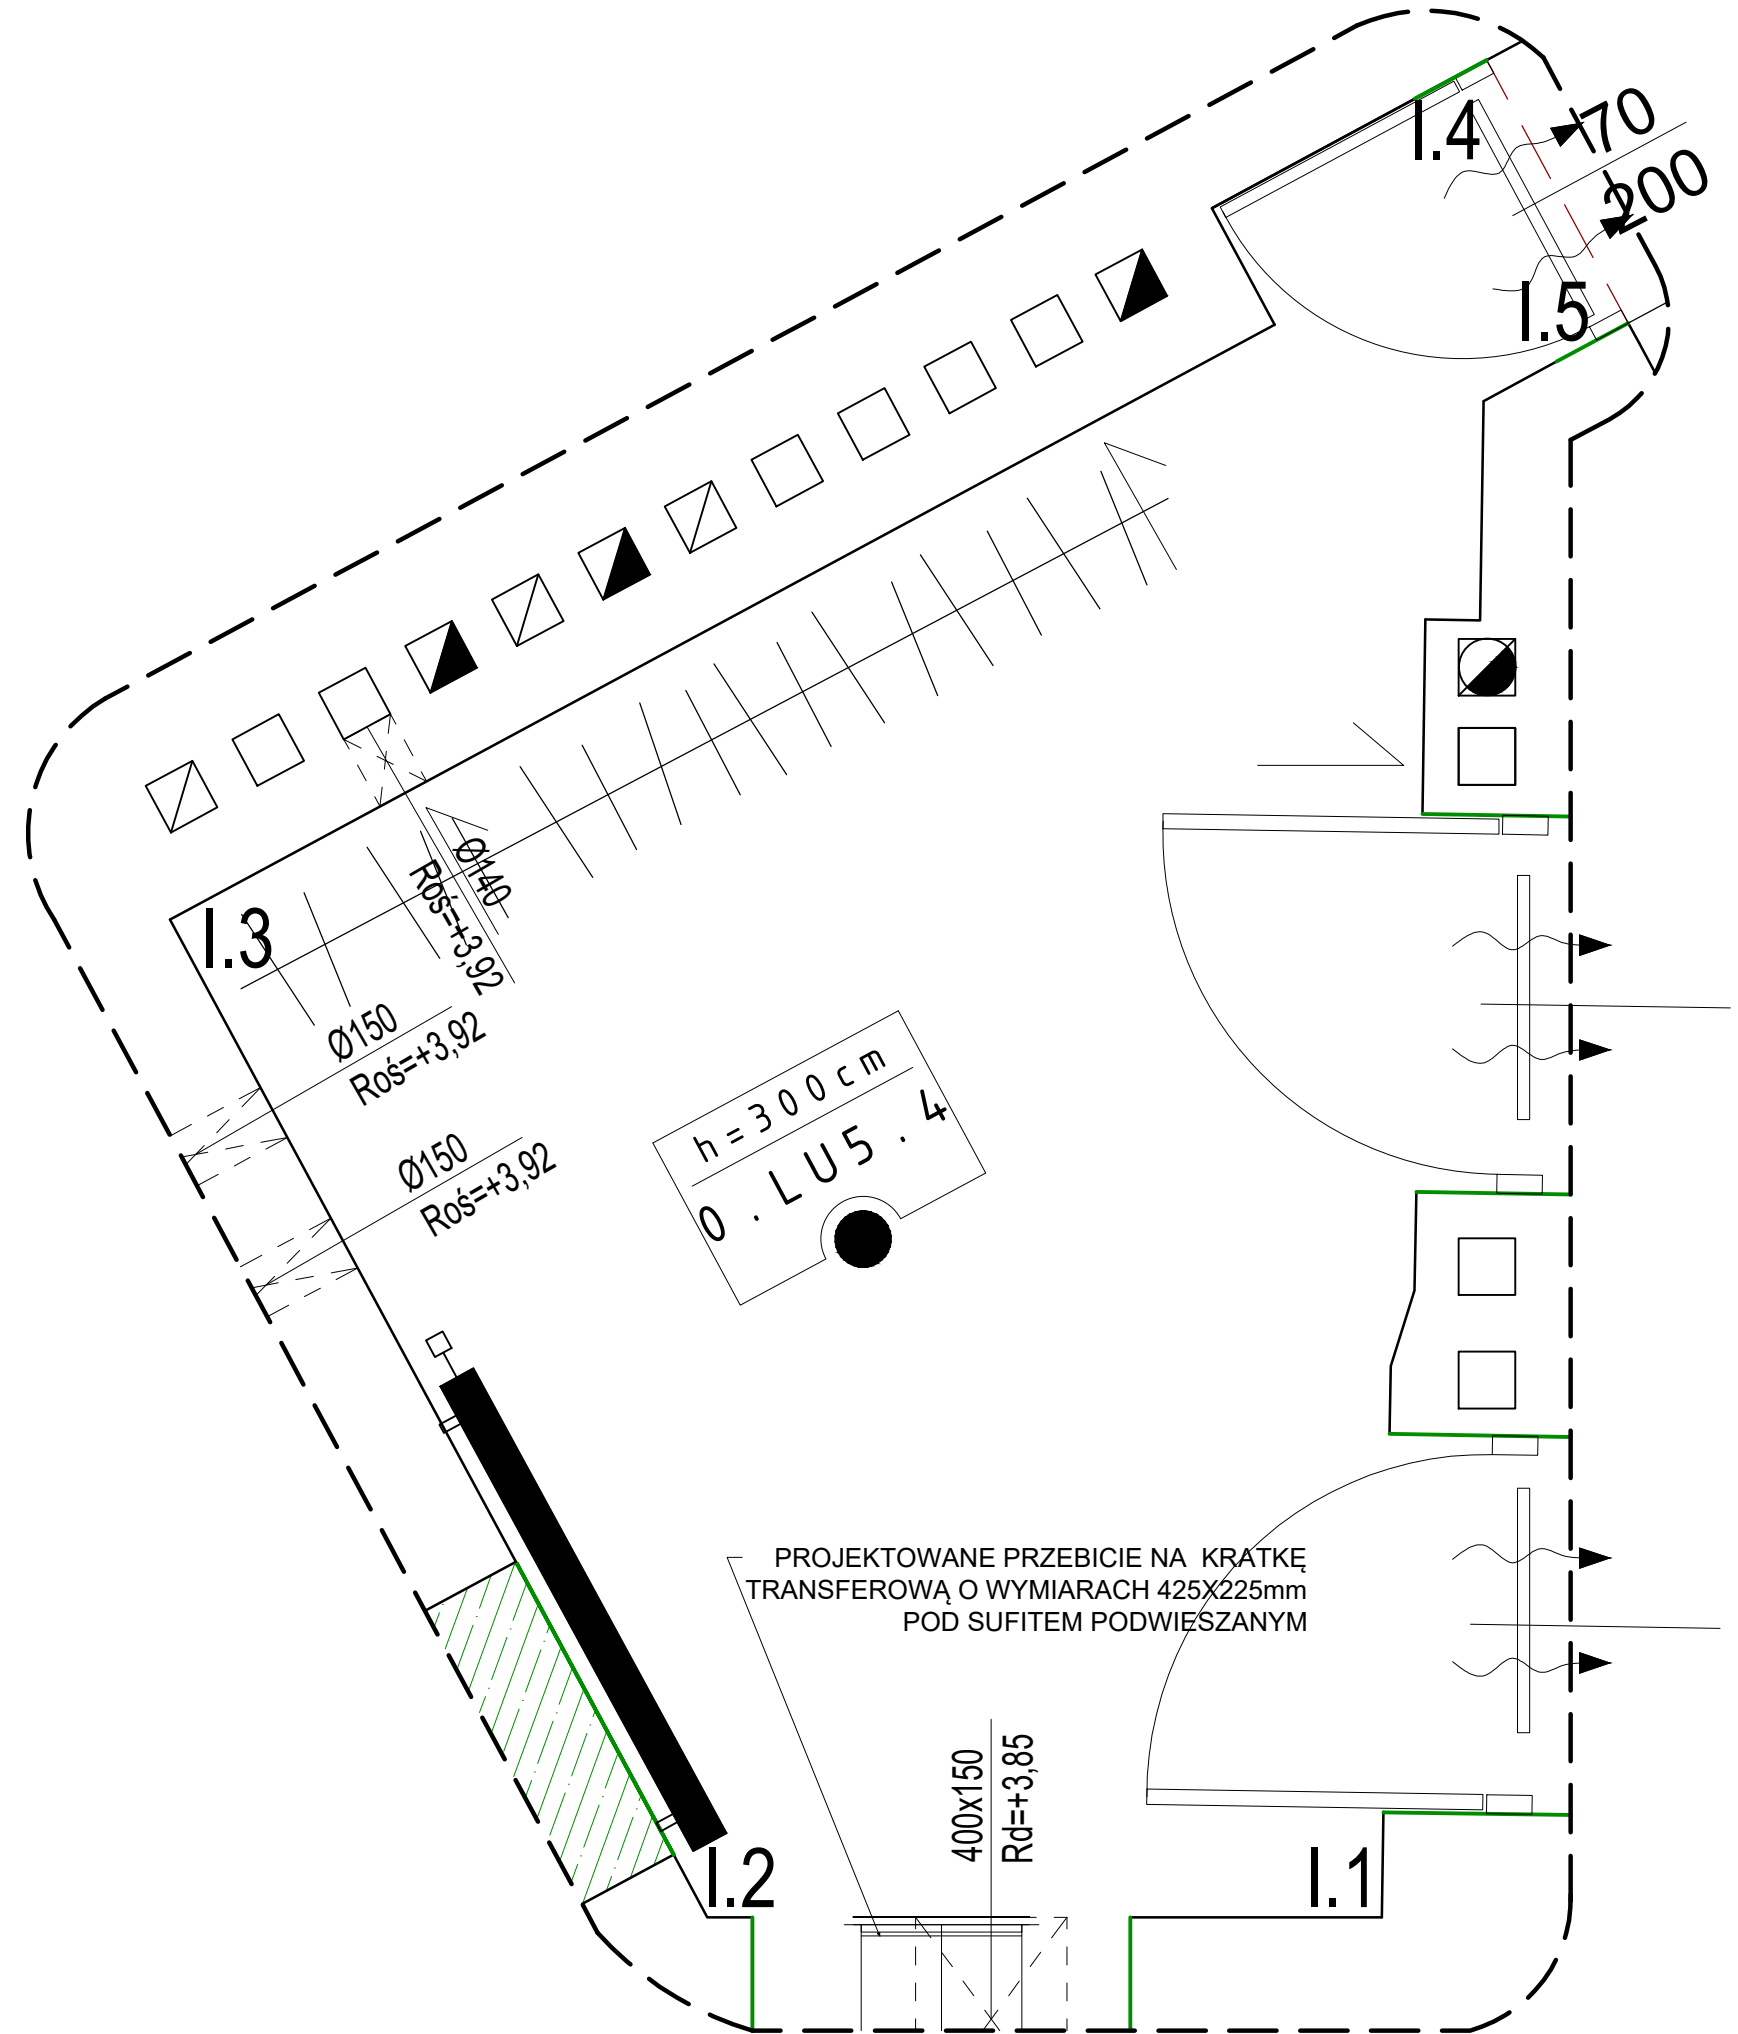 I.4
170
200
I.5
Ø140
Roś=+3,92
I.3
Ø150
Roś=+3,92
Ø150
Roś=+3,92
h=300cm
0.LU5.4
PROJEKTOWANE PRZEBICIE NA KRATKĘ
TRANSFEROWĄ O WYMIARACH 425X225mm
POD SUFITEM PODWIESZANYM
400x150
Rd=+3,85
I.2
I.1